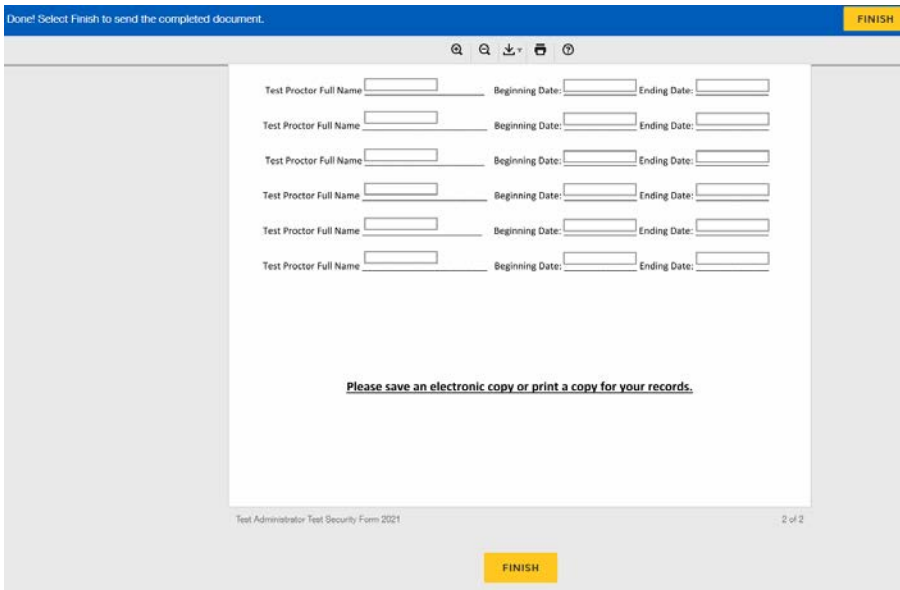 Done! Select Finish to send the completed document.
FINISH
Test Proctor Full Name Beginning Date: Ending Date:
Test Proctor Full Name Beginning Date: Ending Date:
Test Proctor Full Name Beginning Date: Ending Date:
Test Proctor Full Name Beginning Date: Ending Date:
Test Proctor Full Name Beginning Date: Ending Date:
Test Proctor Full Name Beginning Date: Ending Date:
Please save an electronic copy or print a copy for your records.
Test Administrator Test Security Form 2021 2 of 2
FINISH